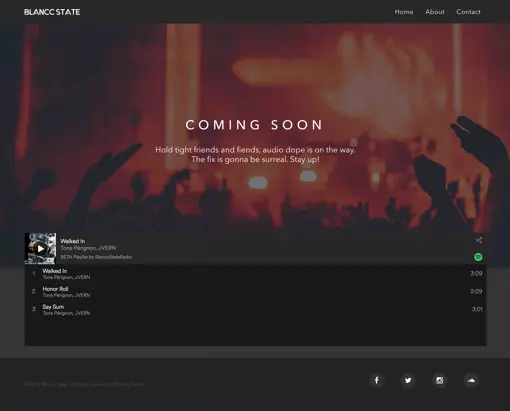 BLANCC STATE
Home About Contact
COMING SOON
Hold tight friends and fiends, audio dope is on the way.
The fix is gonna be surreal. Stay up!
Walked In
Tone Pérignon, JVERN
BETA Playlist by BlanccStateRadio
1 Walked In 3:09
Tone Pérignon, JVERN
2 Honor Roll 2:09
Tone Pérignon, JVERN
3 Say Sum 3:01
Tone Pérignon, JVERN